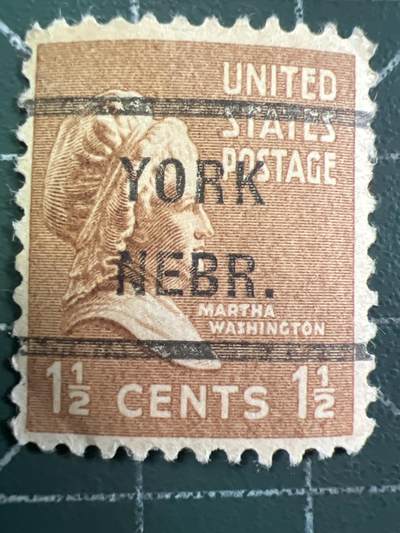 UNITED
STATES
POSTAGE
YORK
NEBR.
MARTHA
WASHINGTON
1½ CENTS 1½